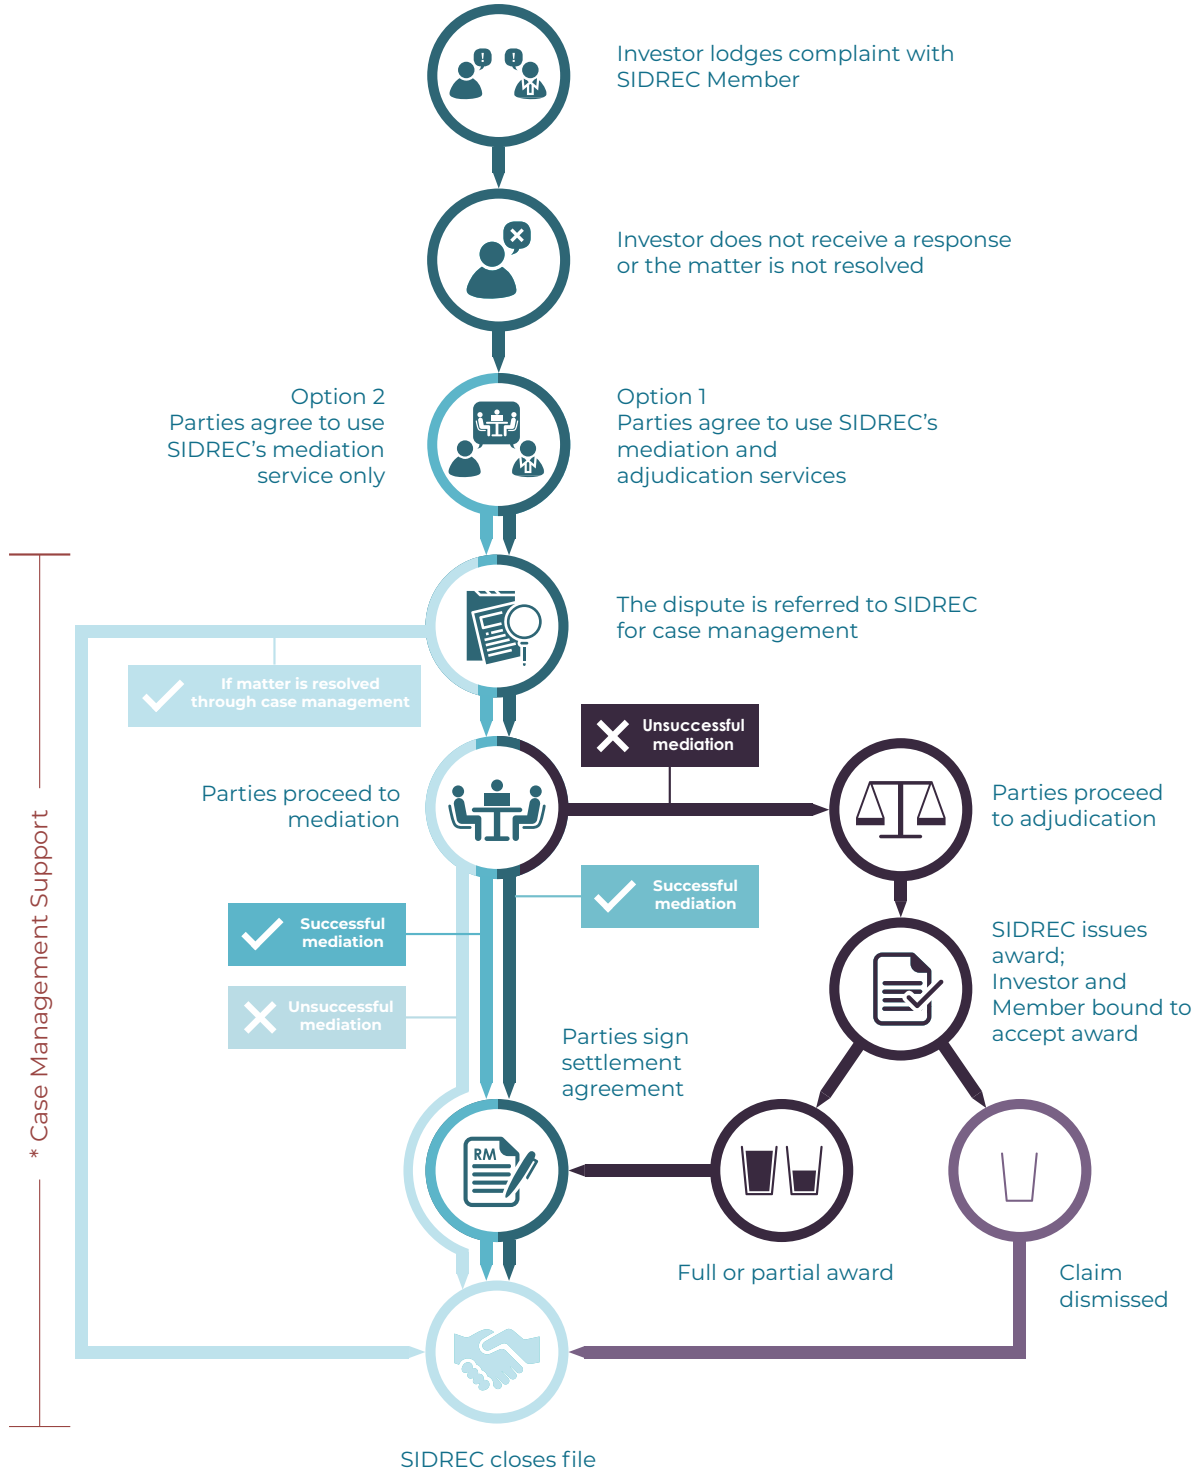 Investor lodges complaint with
SIDREC Member
Investor does not receive a response
or the matter is not resolved
Option 2
Parties agree to use
SIDREC’s mediation
service only
Option 1
Parties agree to use SIDREC’s
mediation and
adjudication services
The dispute is referred to SIDREC
for case management
If matter is resolved
through case management
Unsuccessful
mediation
Parties proceed to
mediation
Parties proceed
to adjudication
Successful
mediation
Successful
mediation
Unsuccessful
mediation
SIDREC issues
award;
Investor and
Member bound to
accept award
Parties sign
settlement
agreement
RM
Full or partial award
Claim
dismissed
* Case Management Support
SIDREC closes file